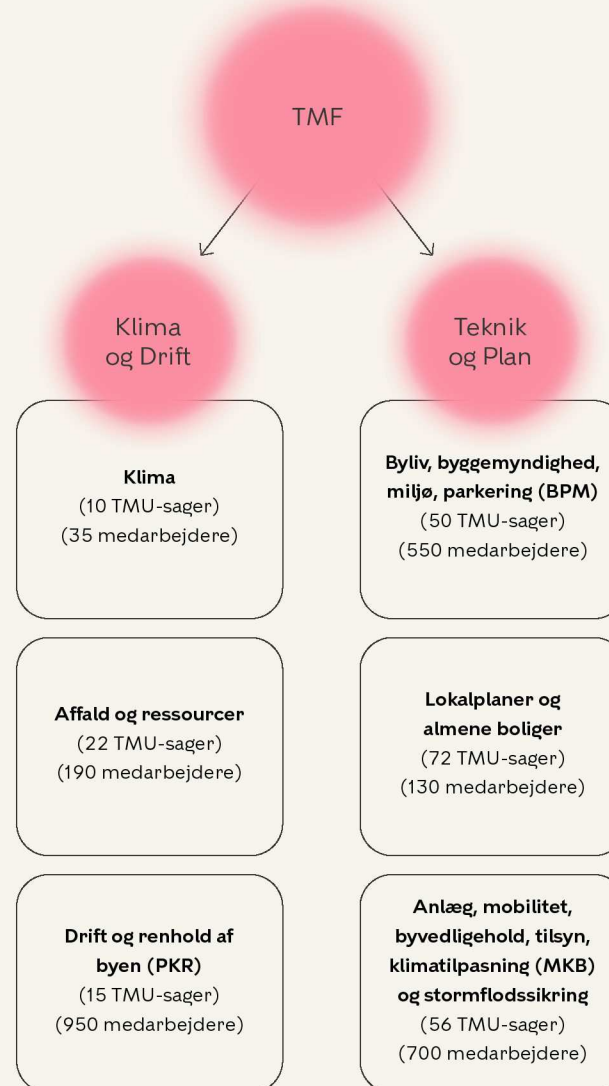 TMF
Klima
og Drift
Klima
(10 TMU-sager)
(35 medarbejdere)
Affald og ressourcer
(22 TMU-sager)
(190 medarbejdere)
Drift og renhold af
byen (PKR)
(15 TMU-sager)
(950 medarbejdere)
Teknik
og Plan
Byliv, byggemyndighed,
miljø, parkering (BPM)
(50 TMU-sager)
(550 medarbejdere)
Lokalplaner og
almene boliger
(72 TMU-sager)
(130 medarbejdere)
Anlæg, mobilitet,
byvedligehold, tilsyn,
klimatilpasning (MKB)
og stormflodssikring
(56 TMU-sager)
(700 medarbejdere)